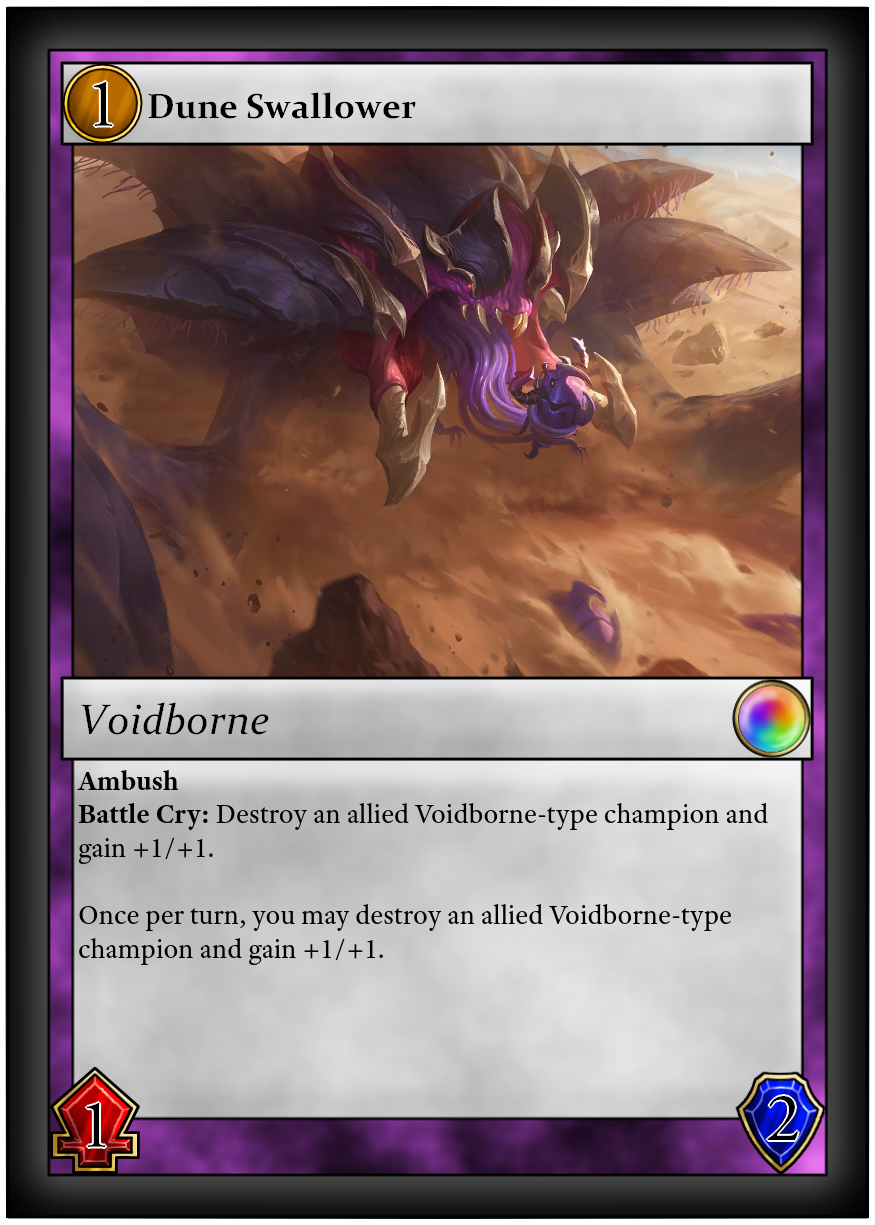 1 Dune Swallower
Voidborne
Ambush
Battle Cry: Destroy an allied Voidborne-type champion and
gain +1/+1.
Once per turn, you may destroy an allied Voidborne-type
champion and gain +1/+1.
1 2